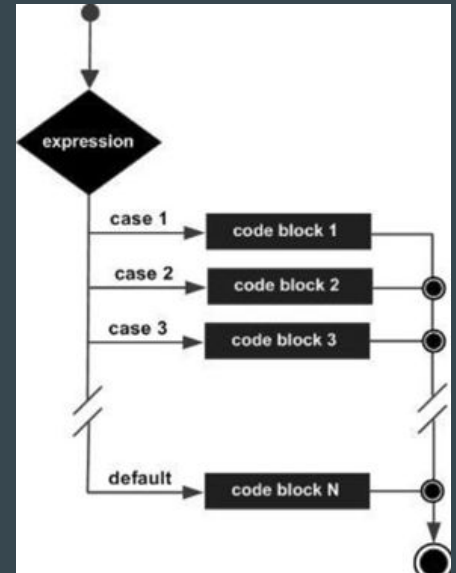 expression
case 1
code block 1
case 2
code block 2
case 3
code block 3
default
code block N